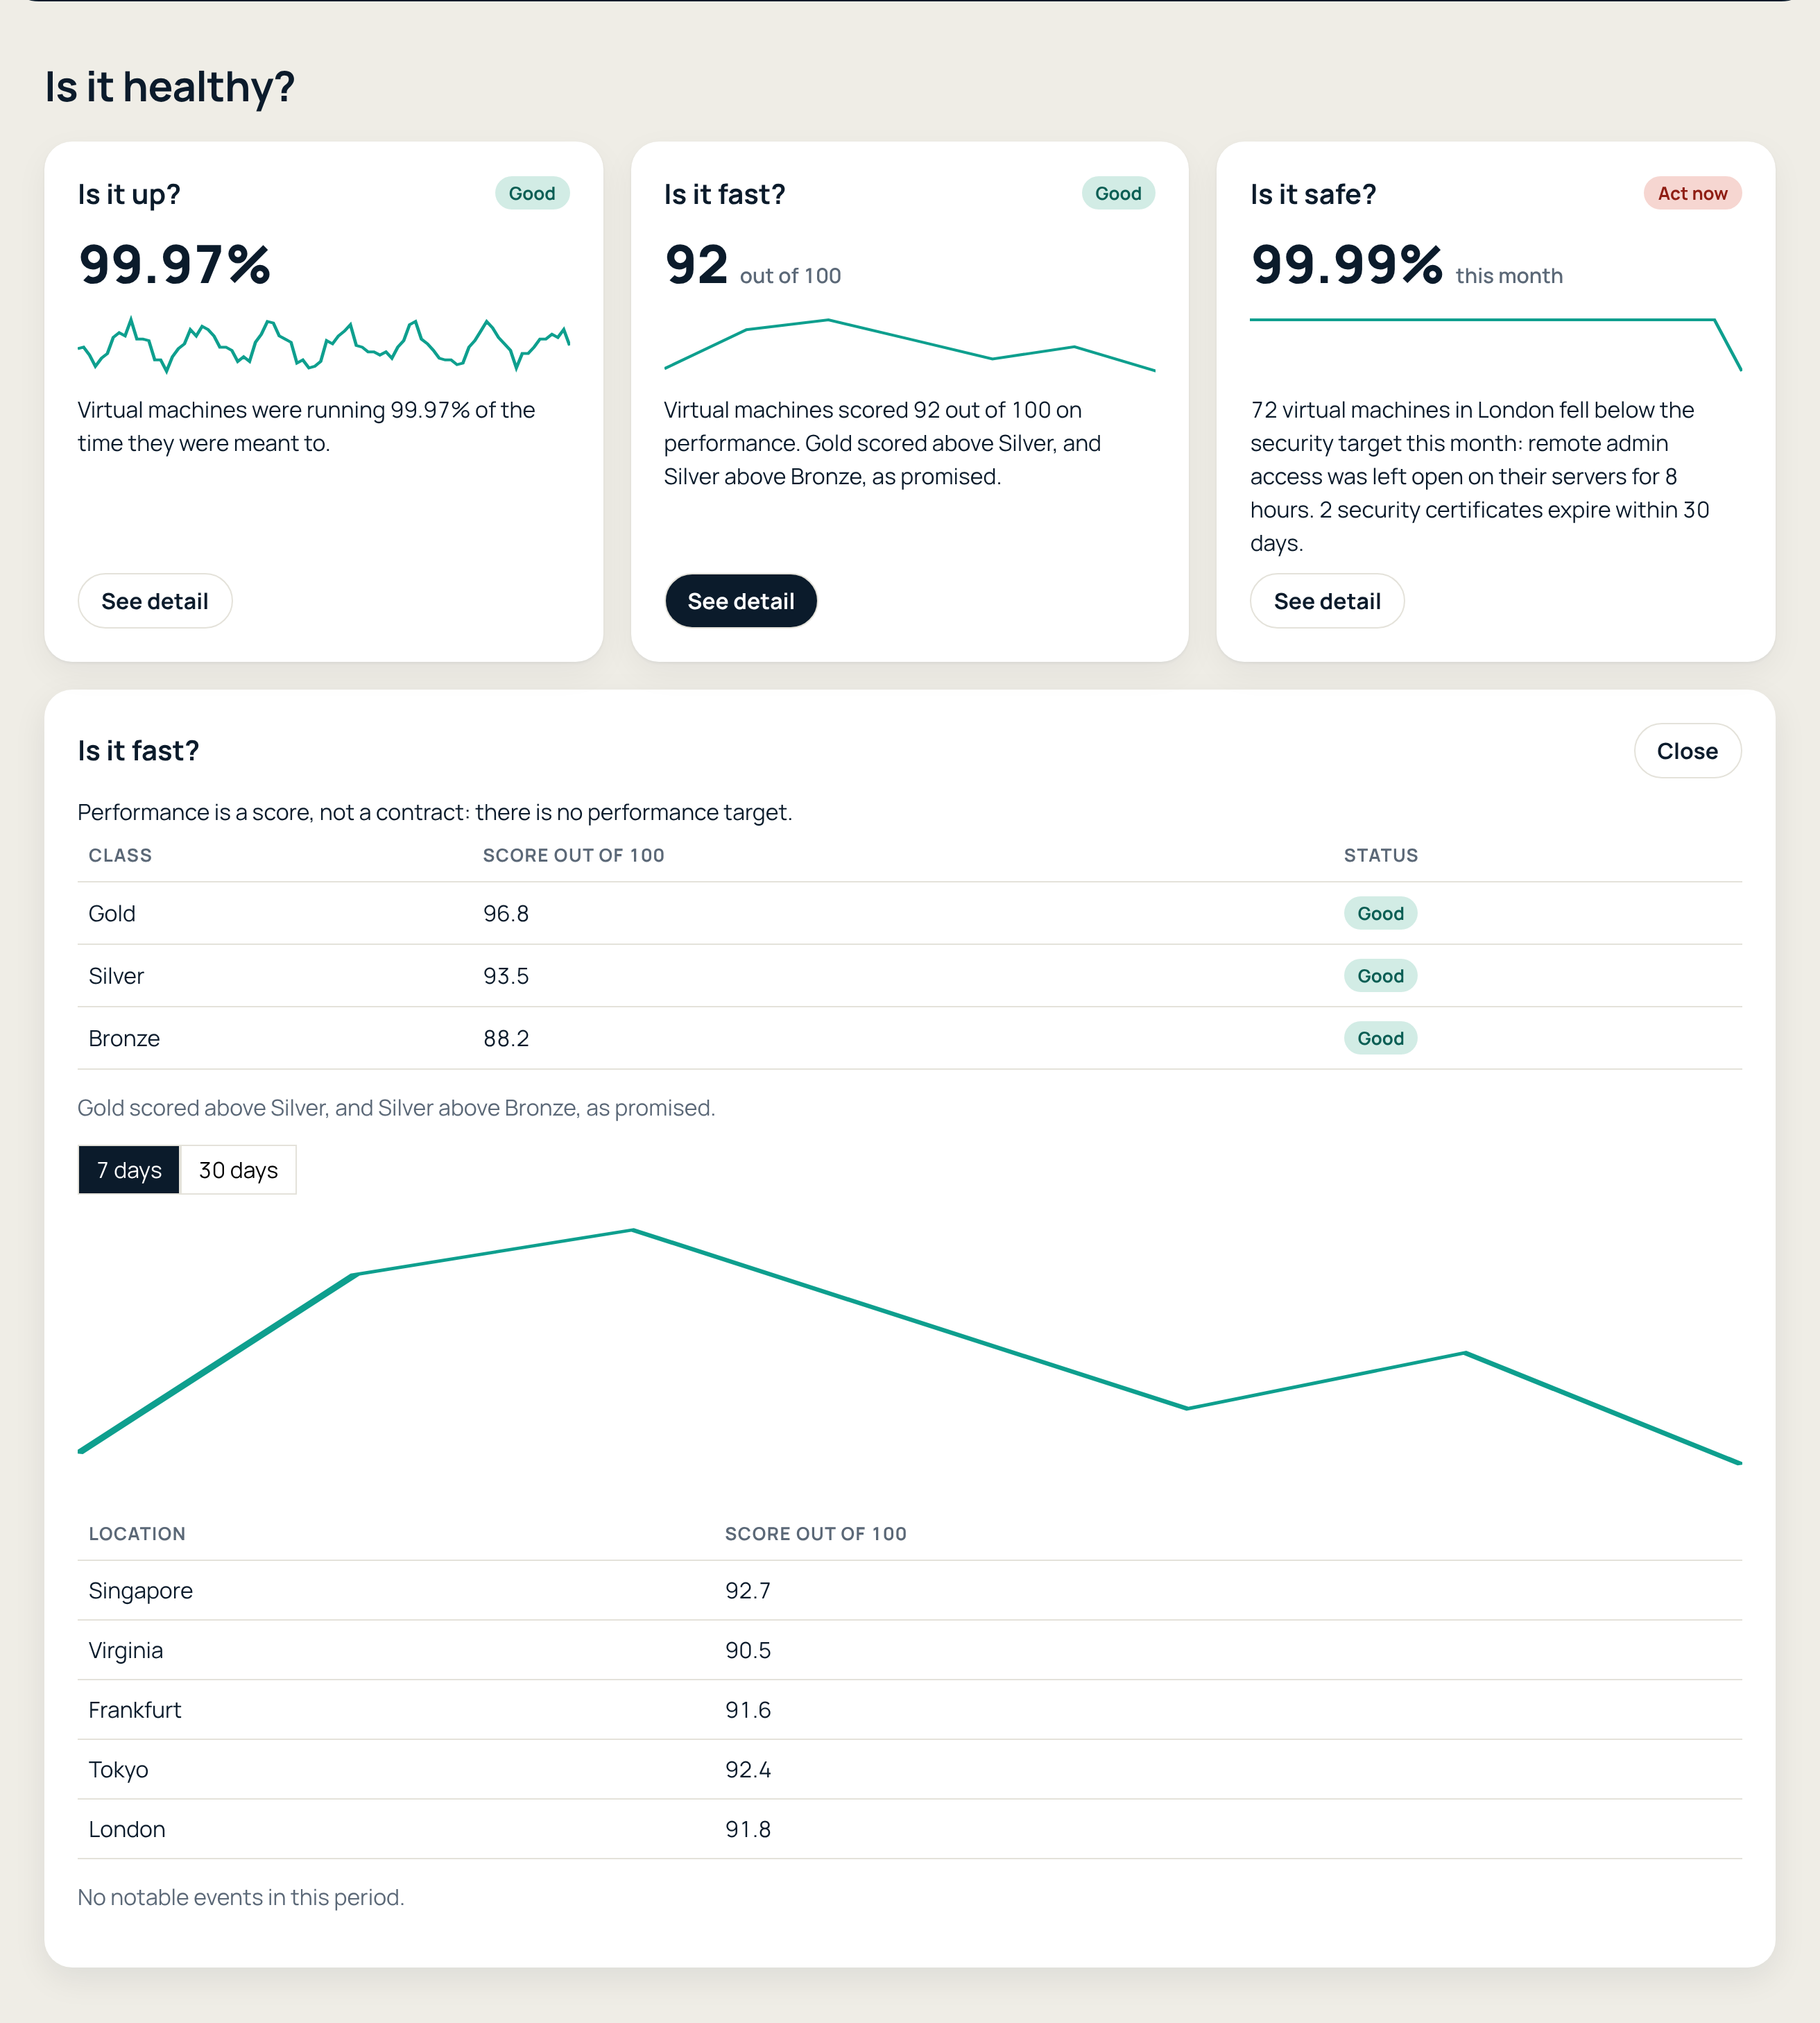 Is it healthy?
Is it up?
Good
99.97%
Virtual machines were running 99.97% of the
time they were meant to.
See detail
Is it fast?
Good
92 out of 100
Virtual machines scored 92 out of 100 on
performance. Gold scored above Silver, and
Silver above Bronze, as promised.
See detail
Is it safe?
Act now
99.99% this month
72 virtual machines in London fell below the
security target this month: remote admin
access was left open on their servers for 8
hours. 2 security certificates expire within 30
days.
See detail
Is it fast?
Close
Performance is a score, not a contract: there is no performance target.
CLASS SCORE OUT OF 100 STATUS
Gold 96.8 Good
Silver 93.5 Good
Bronze 88.2 Good
Gold scored above Silver, and Silver above Bronze, as promised.
7 days 30 days
LOCATION SCORE OUT OF 100
Singapore 92.7
Virginia 90.5
Frankfurt 91.6
Tokyo 92.4
London 91.8
No notable events in this period.